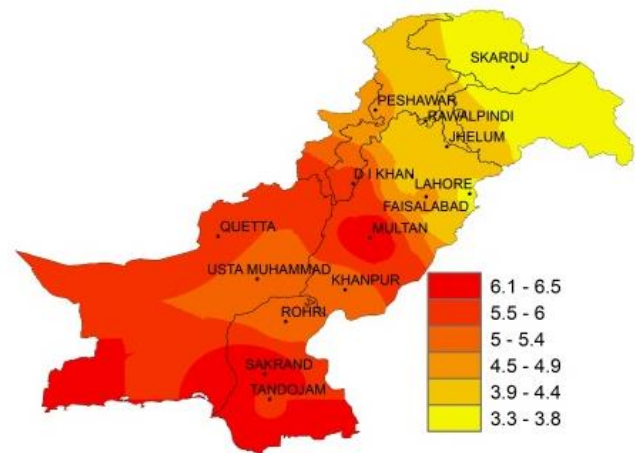 SKARDU
PESHAWAR
RAWALPINDI
JHELUM
D I KHAN
LAHORE
FAISALABAD
QUETTA
MULTAN
USTA MUHAMMAD
KHANPUR
ROHRI
SAKRAND
TANDOJAM
6.1 - 6.5
5.5 - 6
5 - 5.4
4.5 - 4.9
3.9 - 4.4
3.3 - 3.8